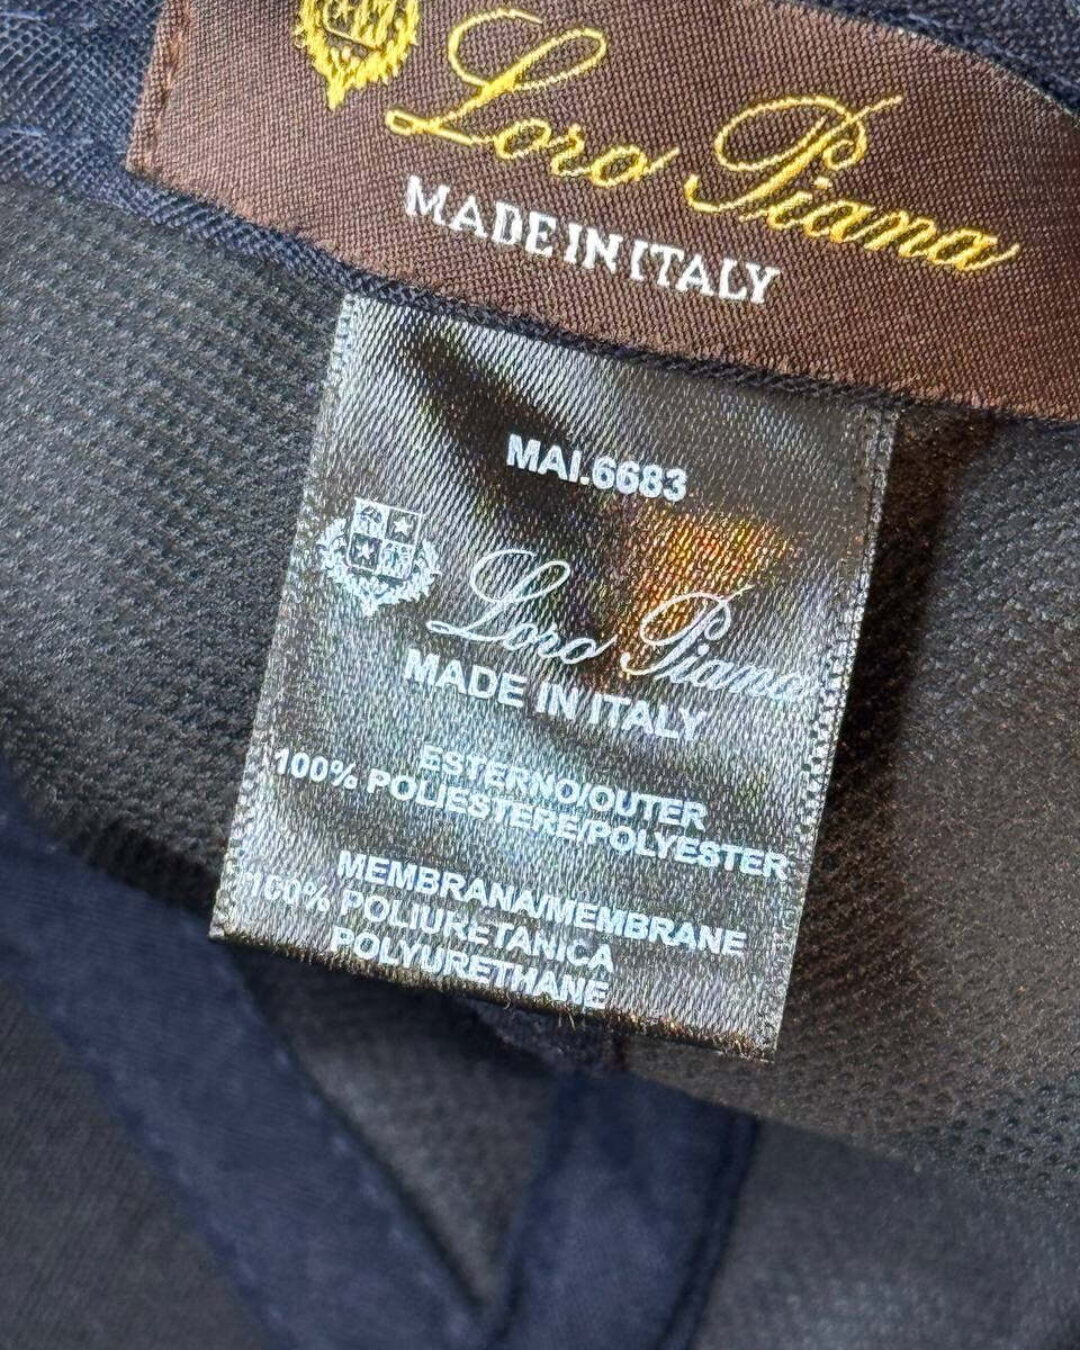 Loro Piana
MADE IN ITALY
MAI.6683
Loro Piana
MADE IN ITALY
ESTERNO/OUTER
100% POLIESTERE/POLYESTER
MEMBRANA/MEMBRANE
100% POLIURETANICA
POLYURETHANE